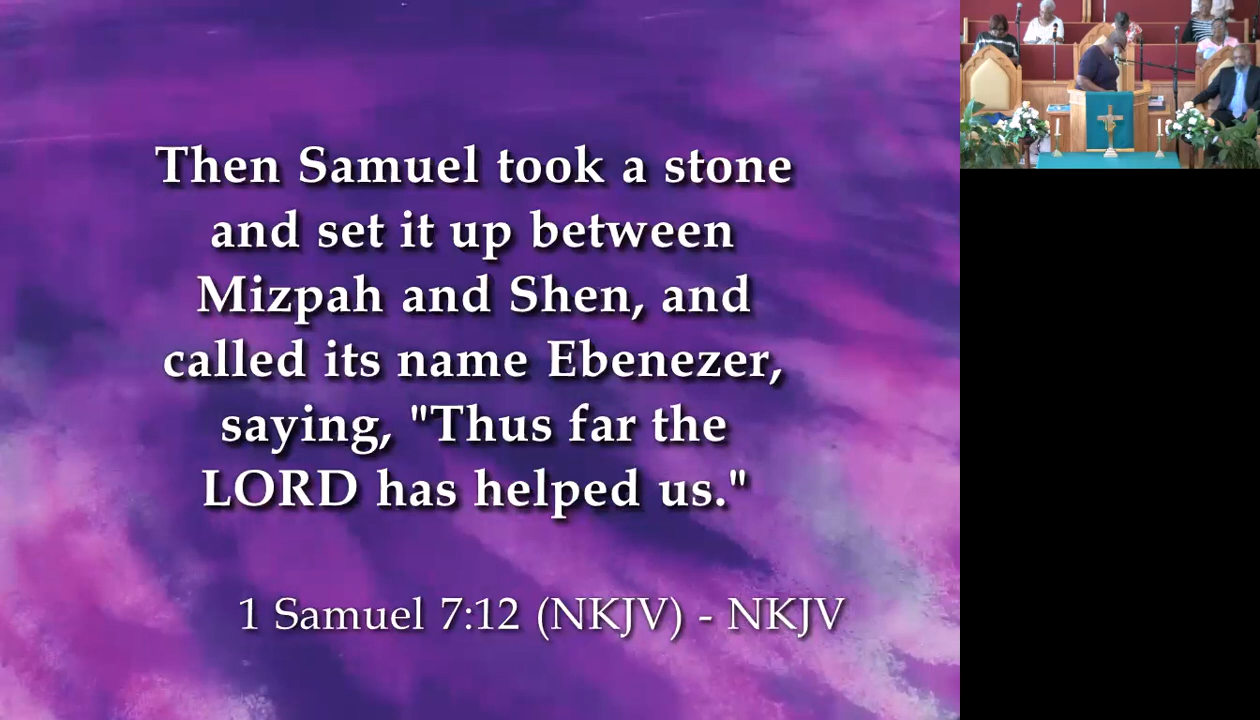 Then Samuel took a stone
and set it up between
Mizpah and Shen, and
called its name Ebenezer,
saying, "Thus far the
LORD has helped us."
1 Samuel 7:12 (NKJV) - NKJV